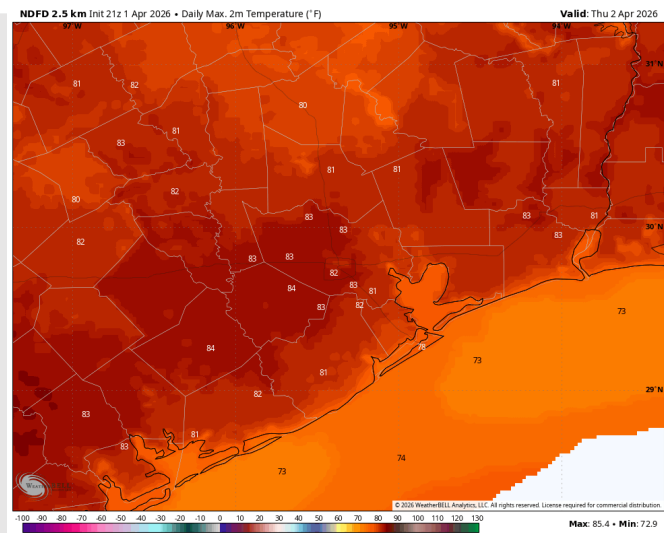 NDFD 2.5 km Init 21z 1 Apr 2026 • Daily Max. 2m Temperature (°F)
Valid: Thu 2 Apr 2026
97°W 96°W 95°W 94°W
31°N
81 82 81
80
83 81
81 81
82
80
83 83 81
30°N
83 83
82
83 83
82
84 83 81
83 82
73
84 78
73
81
29°N
82
83
81
83
74
73
© 2026 WeatherBELL Analytics, LLC. All rights reserved. License required for commercial distribution.
-100 -90 -80 -70 -60 -50 -40 -30 -20 -10 0 10 20 30 40 50 60 70 80 90 100 110 120 130
Max: 85.4 • Min: 72.9